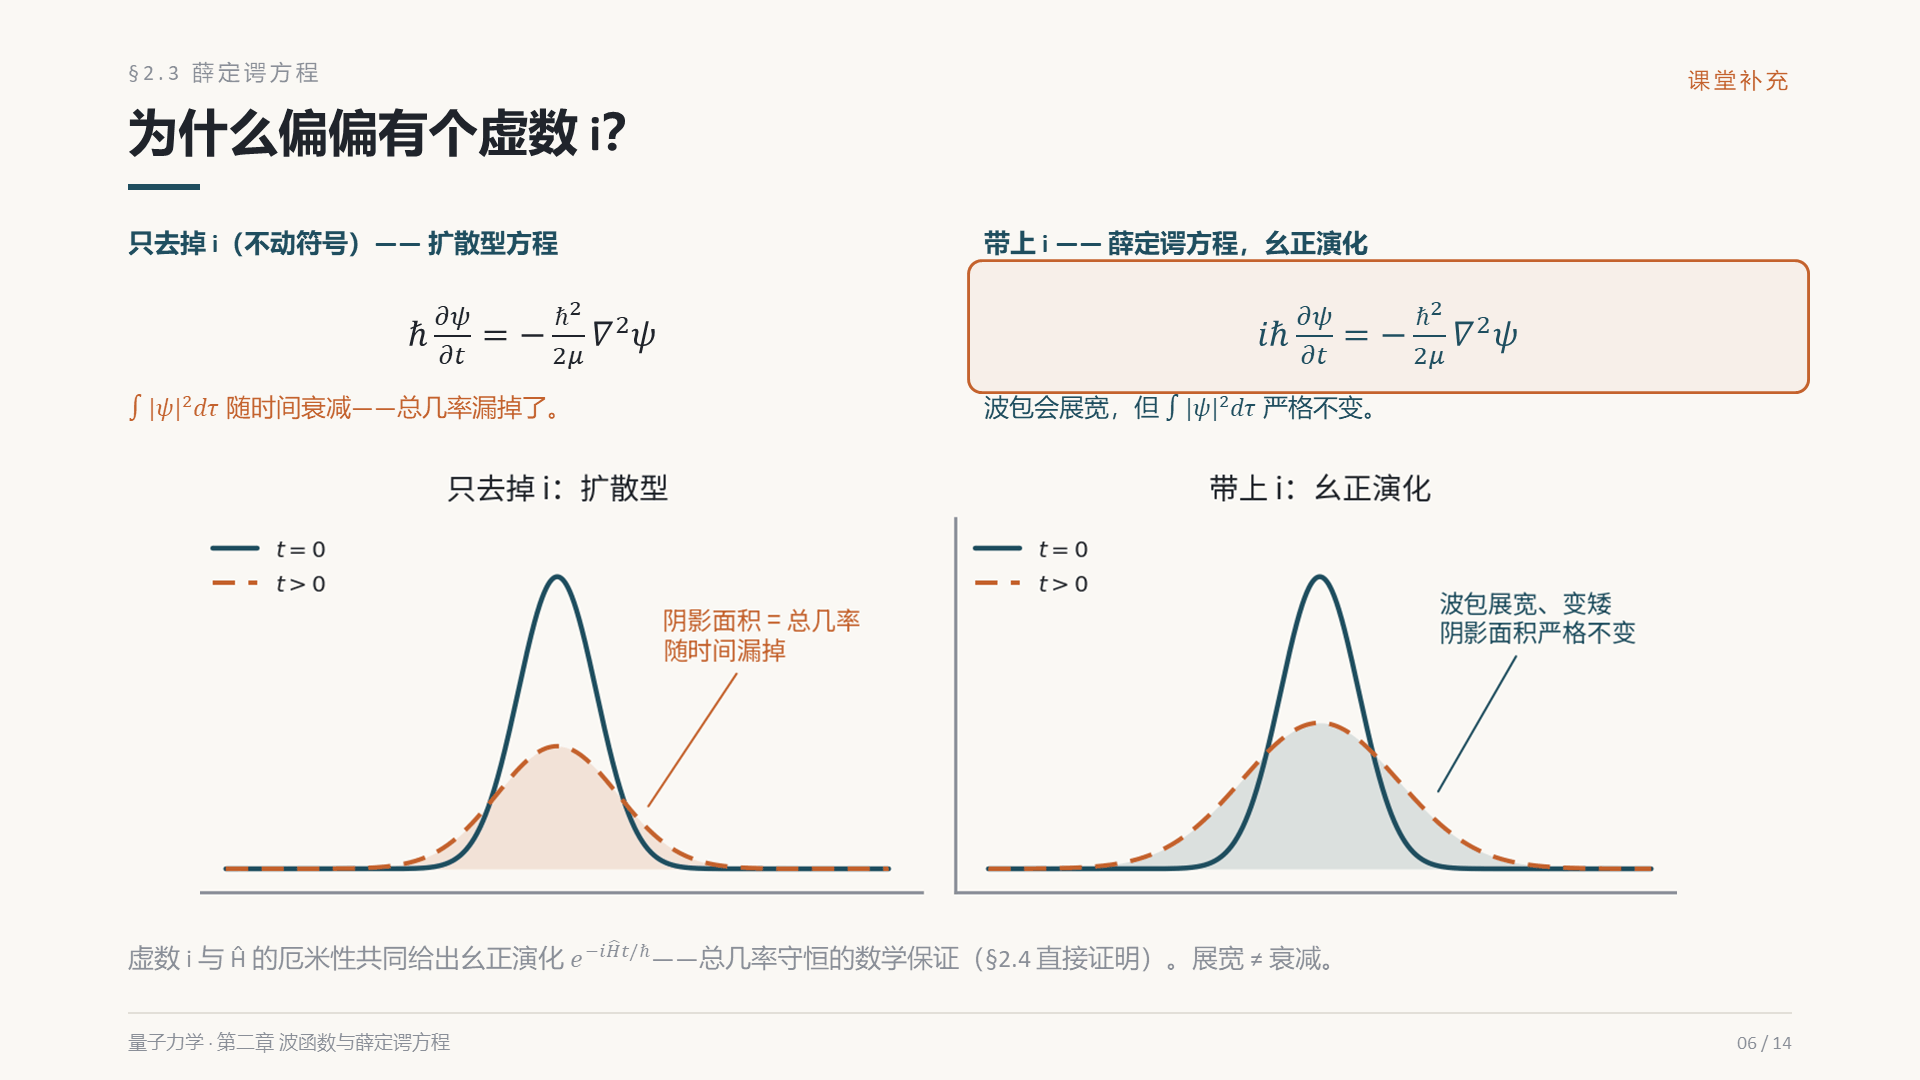 §2.3 薛定谔方程
课堂补充
为什么偏偏有个虚数 i？
只去掉 i（不动符号）—— 扩散型方程
ħ ∂ψ/∂t = − ħ²/2μ ∇²ψ
∫ |ψ|²dτ 随时间衰减——总几率漏掉了。
带上 i —— 薛定谔方程，幺正演化
iħ ∂ψ/∂t = − ħ²/2μ ∇²ψ
波包会展宽，但 ∫ |ψ|²dτ 严格不变。
只去掉 i：扩散型
t = 0
t > 0
阴影面积 = 总几率
随时间漏掉
带上 i：幺正演化
t = 0
t > 0
波包展宽、变矮
阴影面积严格不变
虚数 i 与 Ĥ 的厄米性共同给出幺正演化 e^{−iĤt/ħ}——总几率守恒的数学保证（§2.4 直接证明）。展宽 ≠ 衰减。
量子力学 · 第二章 波函数与薛定谔方程
06 / 14